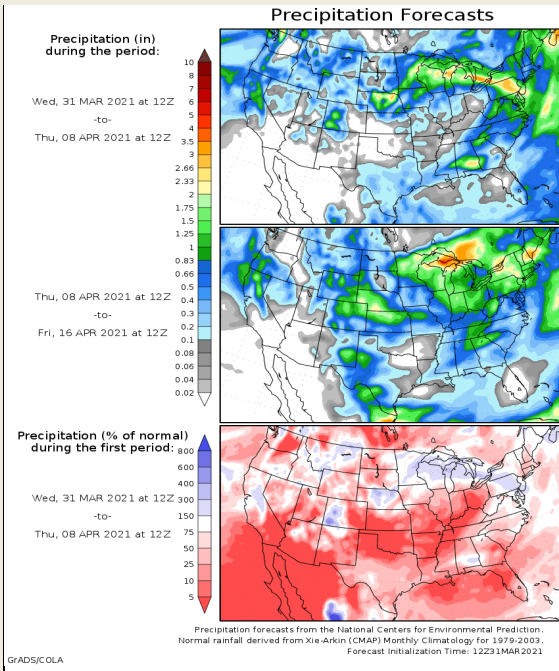 Precipitation Forecasts
Precipitation (in)
during the period:
Wed, 31 MAR 2021 at 12Z
-to-
Thu, 08 APR 2021 at 12Z
10
8
7
6
5
4
3.5
3
2.66
2.33
2
1.75
1.5
1.25
1
0.83
0.66
0.5
0.4
0.3
0.2
0.1
0.08
0.06
0.04
0.02
Thu, 08 APR 2021 at 12Z
-to-
Fri, 16 APR 2021 at 12Z
Precipitation (% of normal)
during the first period:
Wed, 31 MAR 2021 at 12Z
-to-
Thu, 08 APR 2021 at 12Z
800
600
400
300
150
75
50
25
10
5
Precipitation forecasts from the National Centers for Environmental Prediction.
Normal rainfall derived from Xie-Arkin (CMAP) Monthly Climatology for 1979-2003.
Forecast Initialization Time: 12Z31MAR2021
GrADS/COLA